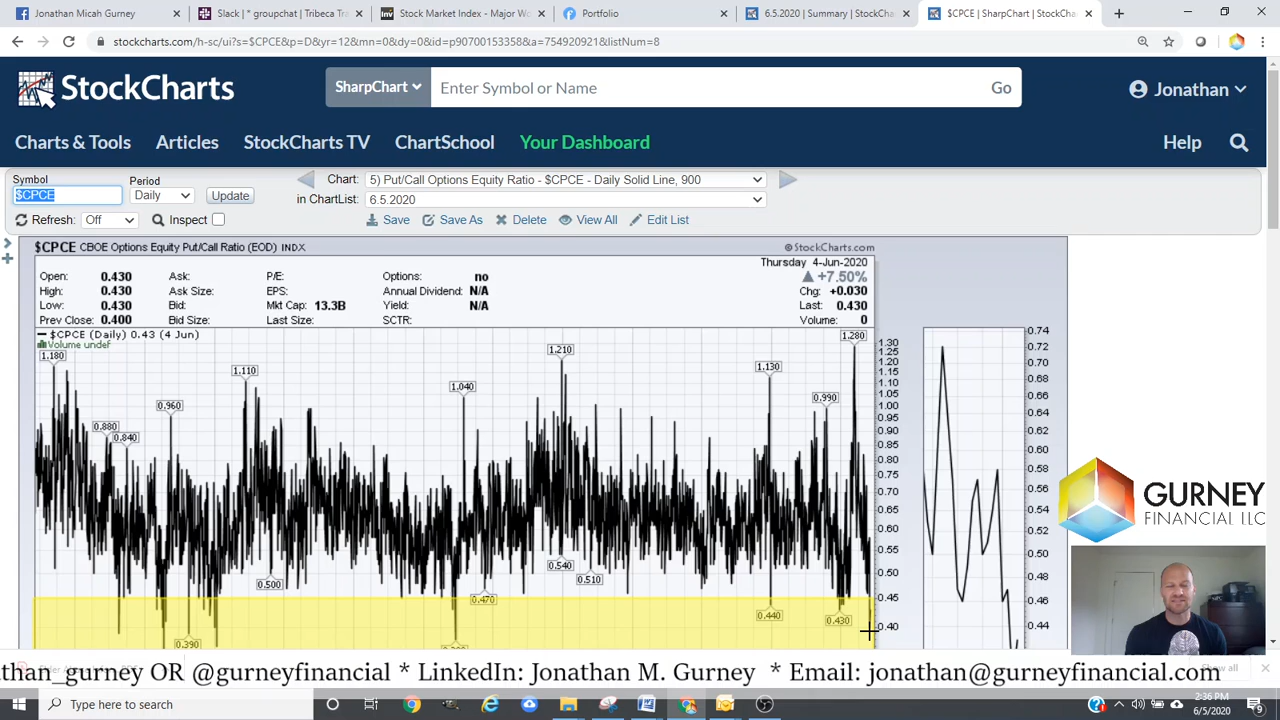 Jonathan Micah Gurney
Slack | * groupchat | Tribeca Tra
Stock Market Index - Major Wo
Portfolio
6.5.2020 | Summary | StockCha
$CPCE | SharpChart | StockCha
stockcharts.com/h-sc/ui?s=$CPCE&p=D&yr=12&mn=0&dy=0&id=p90700153358&a=754920921&listNum=8
StockCharts
SharpChart
Enter Symbol or Name
Go
Jonathan
Charts & Tools
Articles
StockCharts TV
ChartSchool
Your Dashboard
Help
Symbol
Period
Chart:
5) Put/Call Options Equity Ratio - $CPCE - Daily Solid Line, 900
$CPCE
Daily
Update
in ChartList:
6.5.2020
Refresh:
Off
Inspect
Save
Save As
Delete
View All
Edit List
$CPCE CBOE Options Equity Put/Call Ratio (EOD) INDX
© StockCharts.com
Thursday 4-Jun-2020
Open: 0.430 Ask: P/E: Options: no
+7.50%
High: 0.430 Ask Size: EPS: Annual Dividend: N/A
Chg: +0.030
Low: 0.430 Bid: Mkt Cap: 13.3B Yield: N/A
Last: 0.430
Prev Close: 0.400 Bid Size: Last Size: SCTR:
Volume: 0
$CPCE (Daily) 0.43 (4 Jun)
Volume undef
1.180
0.880
0.840
0.960
1.110
1.040
1.210
1.130
0.990
1.280
0.500
0.470
0.540
0.510
0.440
0.430
0.390
1.30
1.25
1.20
1.15
1.10
1.05
1.00
0.95
0.90
0.85
0.80
0.75
0.70
0.65
0.60
0.55
0.50
0.45
0.40
0.74
0.72
0.70
0.68
0.66
0.64
0.62
0.60
0.58
0.56
0.54
0.52
0.50
0.48
0.46
0.44
GURNEY
FINANCIAL LLC
Show all
than_gurney OR @gurneyfinancial * LinkedIn: Jonathan M. Gurney * Email: jonathan@gurneyfinancial.com
Type here to search
2:36 PM
6/5/2020